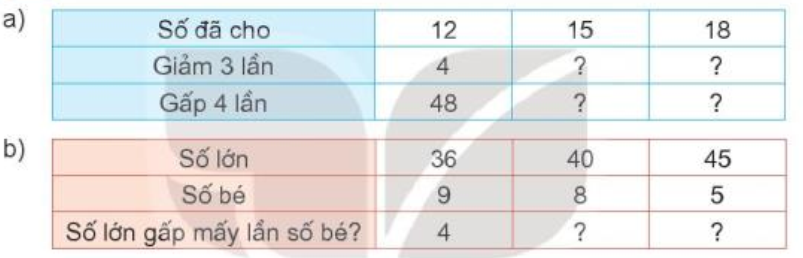 a)
Số đã cho 12 15 18
Giảm 3 lần 4 ? ?
Gấp 4 lần 48 ? ?
b)
Số lớn 36 40 45
Số bé 9 8 5
Số lớn gấp mấy lần số bé? 4 ? ?